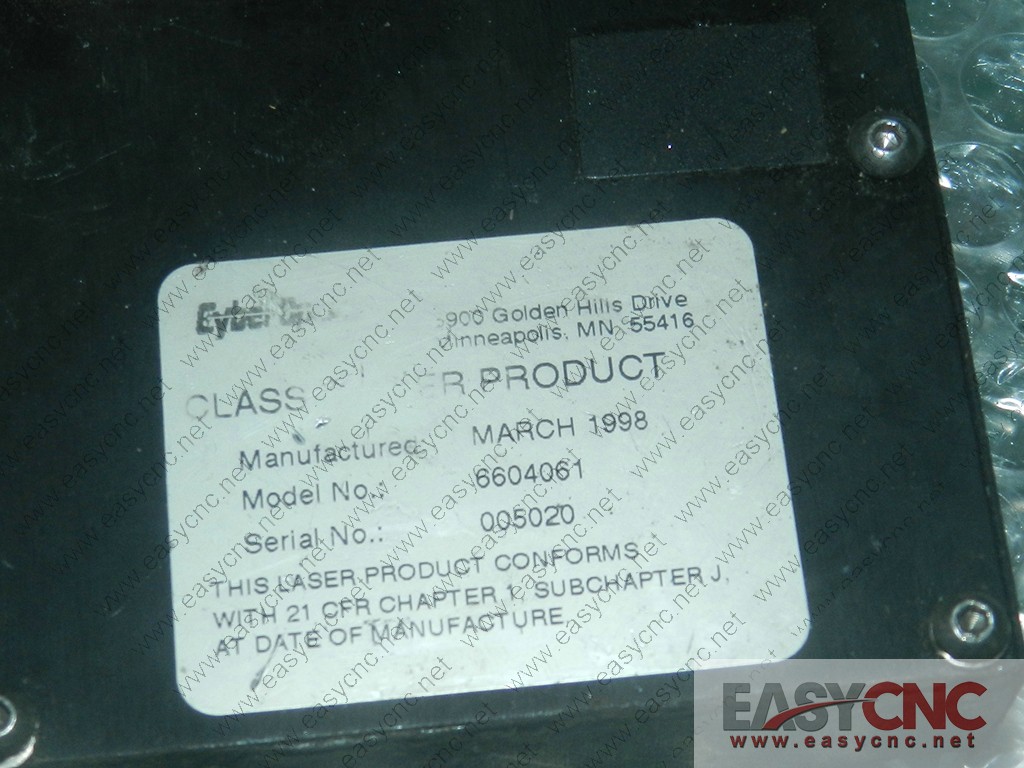 900 Golden Hills Drive
Minneapolis, MN. 55416
CLASS ER PRODUCT
Manufactured MARCH 1998
Model No.: 6604061
Serial No.: 005020
THIS LASER PRODUCT CONFORMS
WITH 21 CFR CHAPTER 1, SUBCHAPTER J,
AT DATE OF MANUFACTURE
EASYCNC
www.easycnc.net